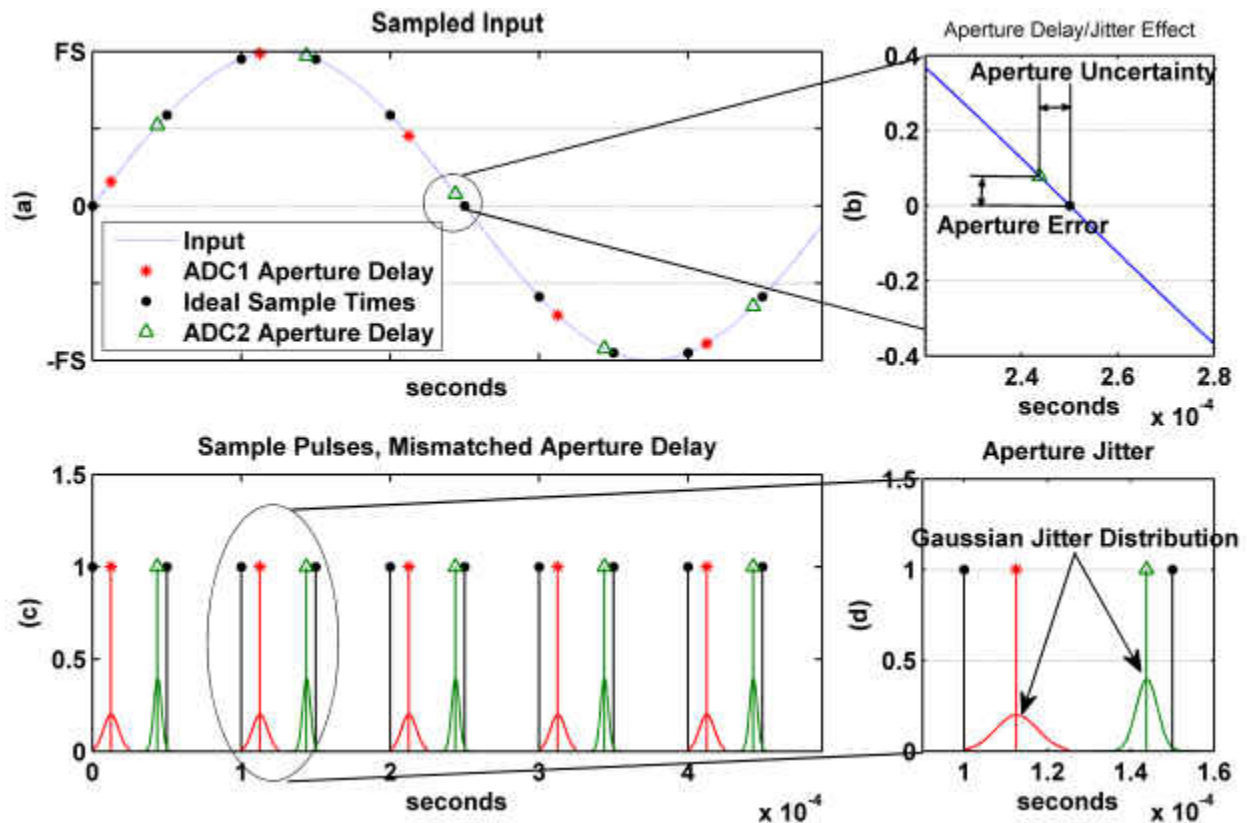 Sampled Input
FS
0
-FS
(a)
Input
ADC1 Aperture Delay
Ideal Sample Times
ADC2 Aperture Delay
seconds
Aperture Delay/Jitter Effect
0.4
0.2
0
-0.2
-0.4
(b)
Aperture Uncertainty
Aperture Error
2.4 2.6 2.8
seconds
x 10⁻⁴
Sample Pulses, Mismatched Aperture Delay
1.5
1
0.5
0
(c)
0 1 2 3 4
seconds
x 10⁻⁴
Aperture Jitter
1.5
1
0.5
0
(d)
Gaussian Jitter Distribution
1 1.2 1.4 1.6
seconds
x 10⁻⁴